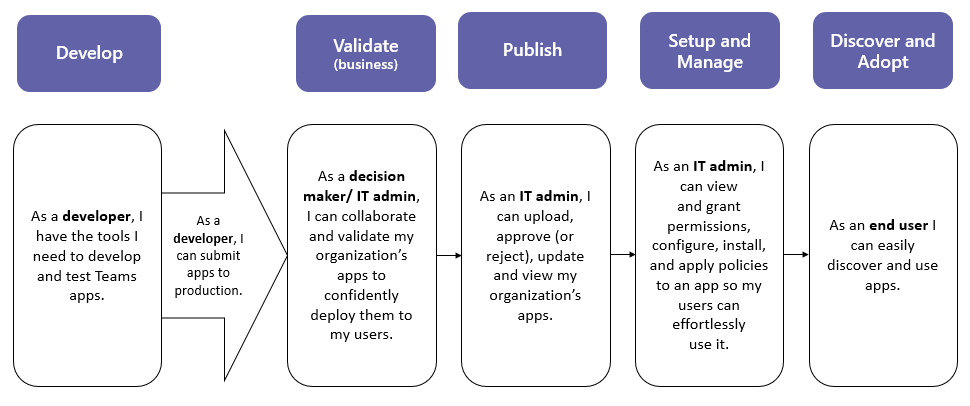 Develop
Validate
(business)
Publish
Setup and
Manage
Discover and
Adopt
As a developer, I
have the tools I
need to develop
and test Teams
apps.
As a
developer, I
can submit
apps to
production.
As a decision
maker/ IT admin,
I can collaborate
and validate my
organization's
apps to
confidently
deploy them to
my users.
As an IT admin, I
can upload,
approve (or
reject), update
and view my
organization's
apps.
As an IT admin, I
can view
and grant
permissions,
configure, install,
and apply policies
to an app so my
users can
effortlessly
use it.
As an end user I
can easily
discover and use
apps.